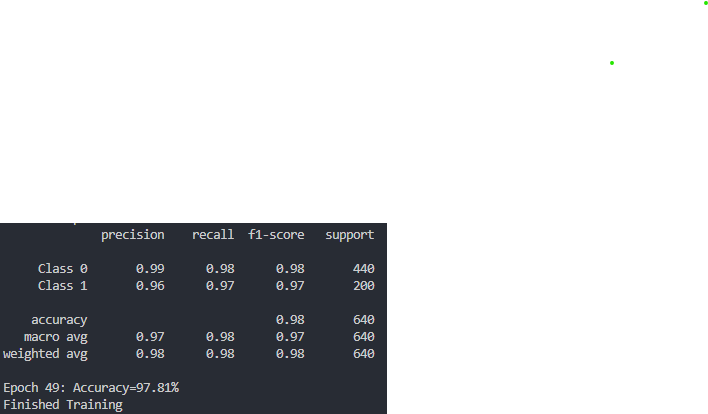 precision recall f1-score support
Class 0 0.99 0.98 0.98 440
Class 1 0.96 0.97 0.97 200
accuracy 0.98 640
macro avg 0.97 0.98 0.97 640
weighted avg 0.98 0.98 0.98 640
Epoch 49: Accuracy=97.81%
Finished Training